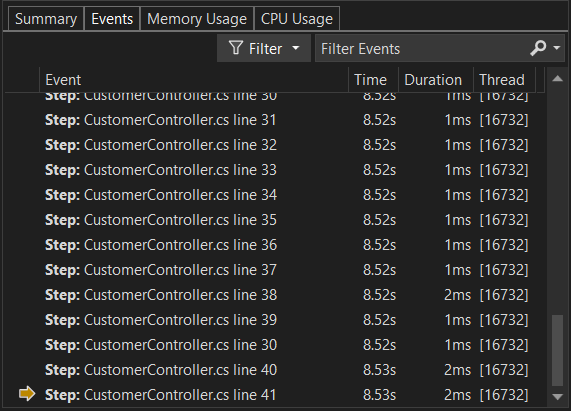 Summary Events Memory Usage CPU Usage
Filter Filter Events
Event Time Duration Thread
Step: CustomerController.cs line 30 8.52s 1ms [16732]
Step: CustomerController.cs line 31 8.52s 1ms [16732]
Step: CustomerController.cs line 32 8.52s 1ms [16732]
Step: CustomerController.cs line 33 8.52s 1ms [16732]
Step: CustomerController.cs line 34 8.52s 1ms [16732]
Step: CustomerController.cs line 35 8.52s 1ms [16732]
Step: CustomerController.cs line 36 8.52s 1ms [16732]
Step: CustomerController.cs line 37 8.52s 1ms [16732]
Step: CustomerController.cs line 38 8.52s 2ms [16732]
Step: CustomerController.cs line 39 8.52s 1ms [16732]
Step: CustomerController.cs line 30 8.52s 1ms [16732]
Step: CustomerController.cs line 40 8.53s 2ms [16732]
Step: CustomerController.cs line 41 8.53s 2ms [16732]